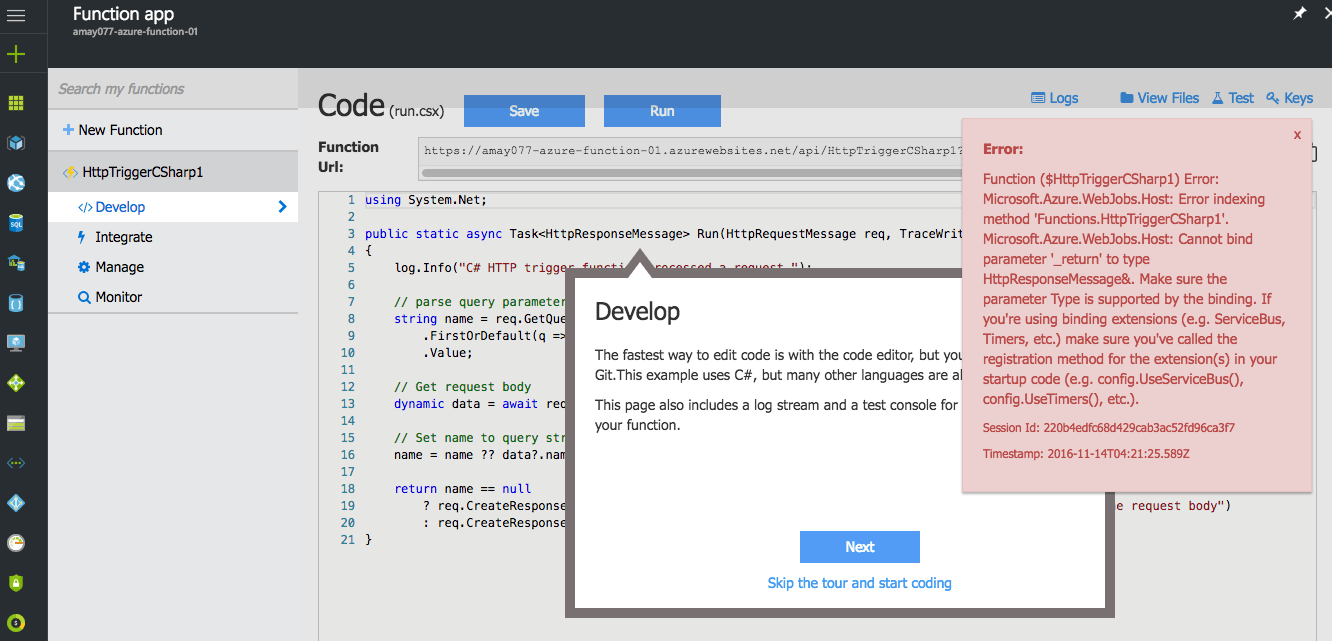 Function app
amay077-azure-function-01
Search my functions
New Function
HttpTriggerCSharp1
</> Develop
Integrate
Manage
Monitor
Code (run.csx)
Save
Run
Logs
View Files
Test
Keys
Function
Url:
https://amay077-azure-function-01.azurewebsites.net/api/HttpTriggerCSharp1?
1 using System.Net;
2
3 public static async Task<HttpResponseMessage> Run(HttpRequestMessage req, TraceWrit
4 {
5 log.Info("C# HTTP trigger function processed a request.");
6
7 // parse query parameter
8 string name = req.GetQue
9 .FirstOrDefault(q =>
10 .Value;
11
12 // Get request body
13 dynamic data = await req
14
15 // Set name to query str
16 name = name ?? data?.nam
17
18 return name == null
19 ? req.CreateResponse e request body")
20 : req.CreateResponse
21 }
Develop
The fastest way to edit code is with the code editor, but you
Git.This example uses C#, but many other languages are al
This page also includes a log stream and a test console for
your function.
Next
Skip the tour and start coding
x
Error:
Function ($HttpTriggerCSharp1) Error:
Microsoft.Azure.WebJobs.Host: Error indexing
method 'Functions.HttpTriggerCSharp1'.
Microsoft.Azure.WebJobs.Host: Cannot bind
parameter '_return' to type
HttpResponseMessage&. Make sure the
parameter Type is supported by the binding. If
you're using binding extensions (e.g. ServiceBus,
Timers, etc.) make sure you've called the
registration method for the extension(s) in your
startup code (e.g. config.UseServiceBus(),
config.UseTimers(), etc.).
Session Id: 220b4edfc68d429cab3ac52fd96ca3f7
Timestamp: 2016-11-14T04:21:25.589Z